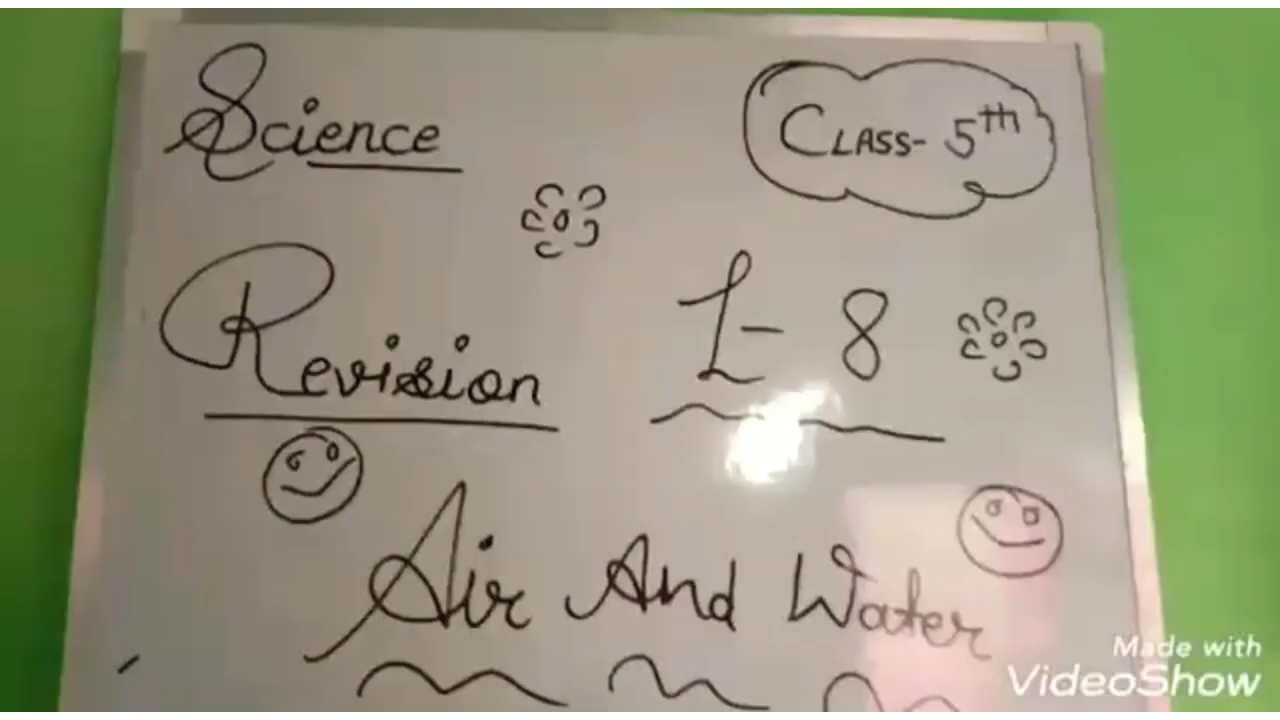 Science
CLASS- 5th
Revision
L- 8
Air And Water
Made with
VideoShow